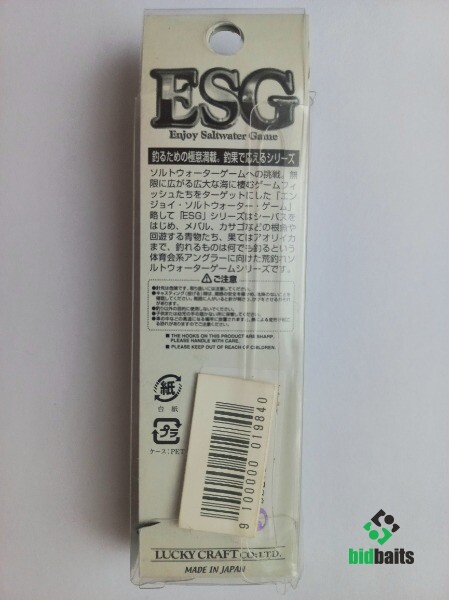 ESG
Enjoy Saltwater Game
釣るための極意満載。釣果で応えるシリーズ
ソルトウォーターゲームへの挑戦。無
限に広がる広大な海に棲むゲームフィ
ッシュたちをターゲットにした「エン
ジョイ・ソルトウォーター・ゲーム」
略して「ESG」シリーズはシーバスを
はじめ、メバル、カサゴなどの根魚や
回遊する青物たち、果てはアオリイカ
まで、釣れるものは何でも釣るという
体育会系アングラーに向けた荒釣れソ
ルトウォーターゲームシリーズです。
ご注意
■ THE HOOKS ON THIS PRODUCT ARE SHARP.
PLEASE HANDLE WITH CARE.
■ PLEASE KEEP OUT OF REACH OF CHILDREN.
紙
台 紙
プラ
ケース:PET
9 100000 019840
LUCKY CRAFT CO.LTD.
MADE IN JAPAN
bidbaits